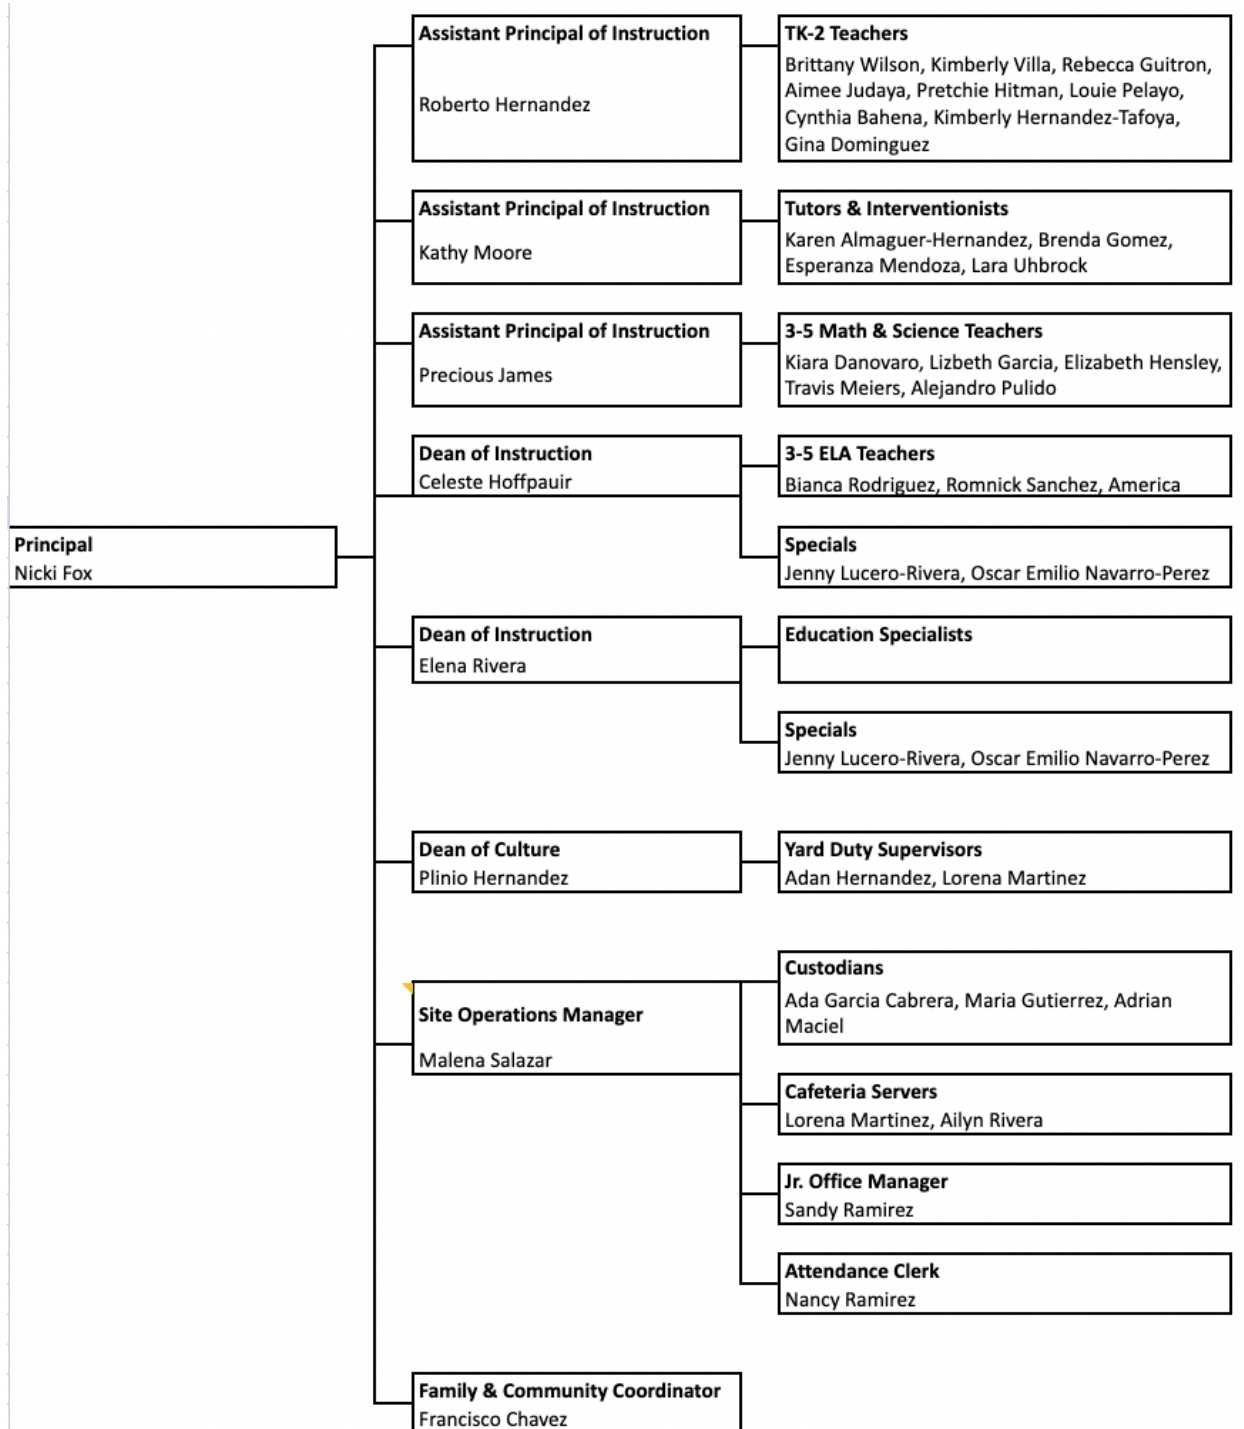 Assistant Principal of Instruction
Roberto Hernandez
TK-2 Teachers
Brittany Wilson, Kimberly Villa, Rebecca Guitron,
Aimee Judaya, Pretchie Hitman, Louie Pelayo,
Cynthia Bahena, Kimberly Hernandez-Tafoya,
Gina Dominguez
Assistant Principal of Instruction
Kathy Moore
Tutors & Interventionists
Karen Almaguer-Hernandez, Brenda Gomez,
Esperanza Mendoza, Lara Uhbrock
Assistant Principal of Instruction
Precious James
3-5 Math & Science Teachers
Kiara Danovaro, Lizbeth Garcia, Elizabeth Hensley,
Travis Meiers, Alejandro Pulido
Dean of Instruction
Celeste Hoffpauir
3-5 ELA Teachers
Bianca Rodriguez, Romnick Sanchez, America
Principal
Nicki Fox
Specials
Jenny Lucero-Rivera, Oscar Emilio Navarro-Perez
Dean of Instruction
Elena Rivera
Education Specialists
Specials
Jenny Lucero-Rivera, Oscar Emilio Navarro-Perez
Dean of Culture
Plinio Hernandez
Yard Duty Supervisors
Adan Hernandez, Lorena Martinez
Site Operations Manager
Malena Salazar
Custodians
Ada Garcia Cabrera, Maria Gutierrez, Adrian
Maciel
Cafeteria Servers
Lorena Martinez, Ailyn Rivera
Jr. Office Manager
Sandy Ramirez
Attendance Clerk
Nancy Ramirez
Family & Community Coordinator
Francisco Chavez